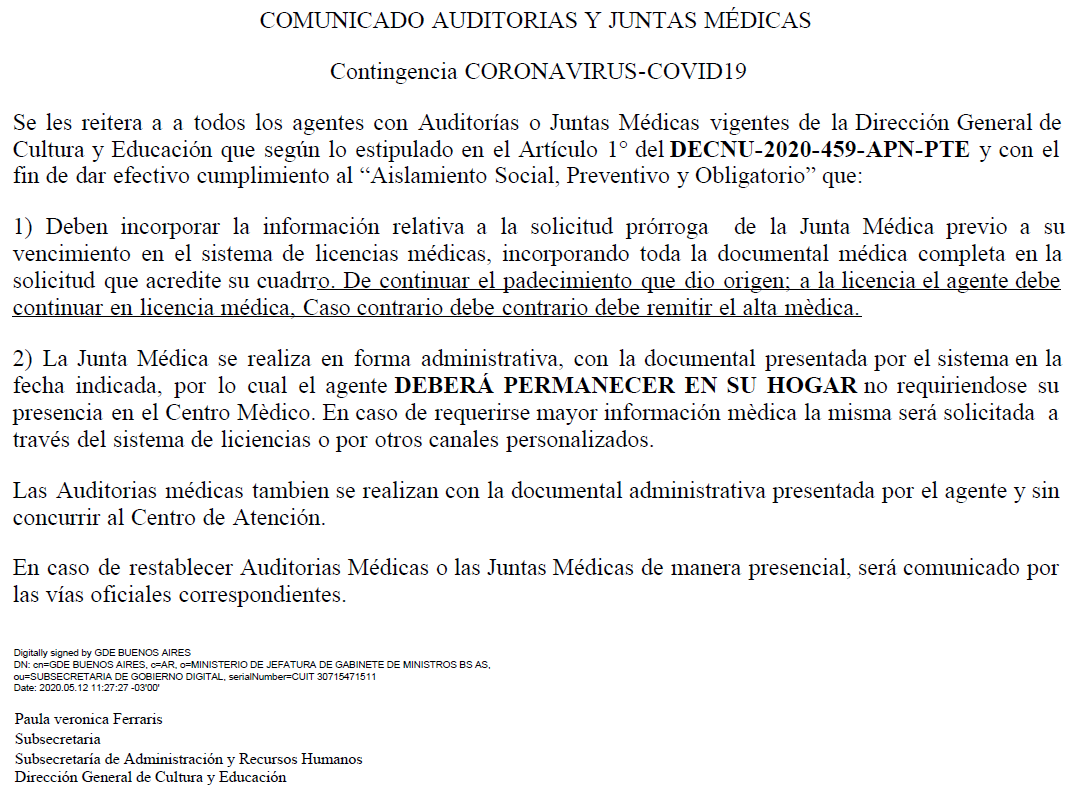 COMUNICADO AUDITORIAS Y JUNTAS MÉDICAS
Contingencia CORONAVIRUS-COVID19
Se les reitera a a todos los agentes con Auditorías o Juntas Médicas vigentes de la Dirección General de
Cultura y Educación que según lo estipulado en el Artículo 1° del DECNU-2020-459-APN-PTE y con el
fin de dar efectivo cumplimiento al “Aislamiento Social, Preventivo y Obligatorio” que:
1) Deben incorporar la información relativa a la solicitud prórroga de la Junta Médica previo a su
vencimiento en el sistema de licencias médicas, incorporando toda la documental médica completa en la
solicitud que acredite su cuadrro. De continuar el padecimiento que dio origen; a la licencia el agente debe
continuar en licencia médica, Caso contrario debe contrario debe remitir el alta mèdica.
2) La Junta Médica se realiza en forma administrativa, con la documental presentada por el sistema en la
fecha indicada, por lo cual el agente DEBERÁ PERMANECER EN SU HOGAR no requiriendose su
presencia en el Centro Mèdico. En caso de requerirse mayor información mèdica la misma será solicitada a
través del sistema de liciencias o por otros canales personalizados.
Las Auditorias médicas tambien se realizan con la documental administrativa presentada por el agente y sin
concurrir al Centro de Atención.
En caso de restablecer Auditorias Médicas o las Juntas Médicas de manera presencial, será comunicado por
las vías oficiales correspondientes.
Digitally signed by GDE BUENOS AIRES
DN: cn=GDE BUENOS AIRES, c=AR, o=MINISTERIO DE JEFATURA DE GABINETE DE MINISTROS BS AS,
ou=SUBSECRETARIA DE GOBIERNO DIGITAL, serialNumber=CUIT 30715471511
Date: 2020.05.12 11:27:27 -03'00'
Paula veronica Ferraris
Subsecretaria
Subsecretaría de Administración y Recursos Humanos
Dirección General de Cultura y Educación